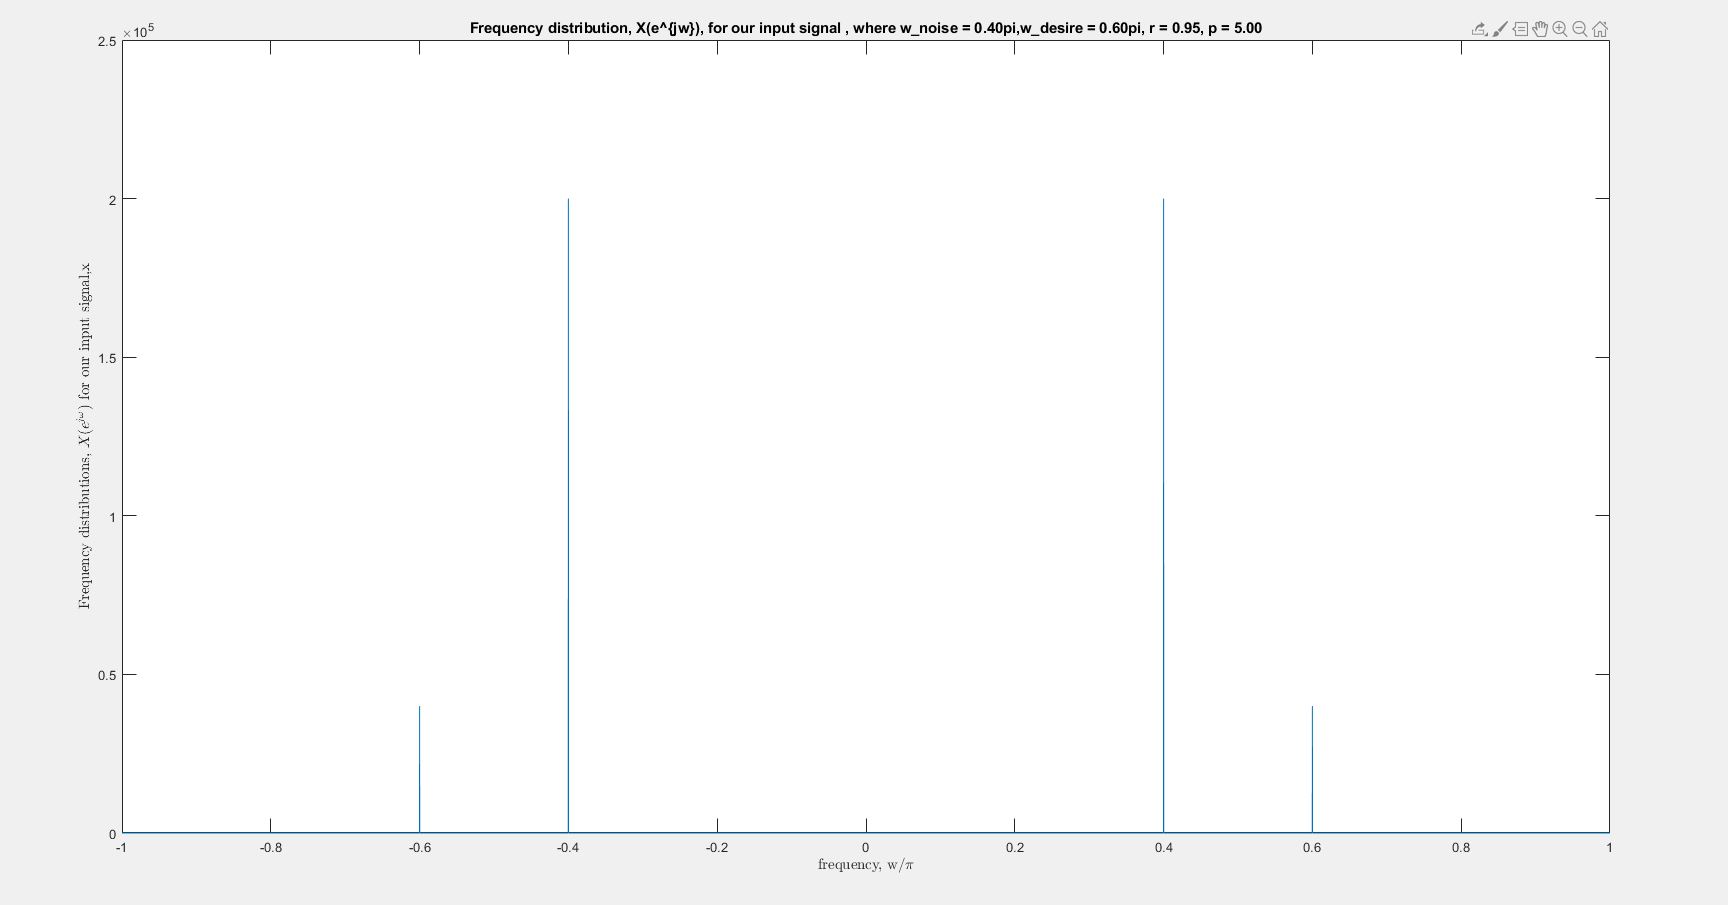 Frequency distribution, X(e^{jw}), for our input signal , where w_noise = 0.40pi,w_desire = 0.60pi, r = 0.95, p = 5.00
×10⁵
2.5
2
1.5
1
0.5
0
Frequency distributions, X(e^{jω}) for our input signal,x
-1 -0.8 -0.6 -0.4 -0.2 0 0.2 0.4 0.6 0.8 1
frequency, w/π